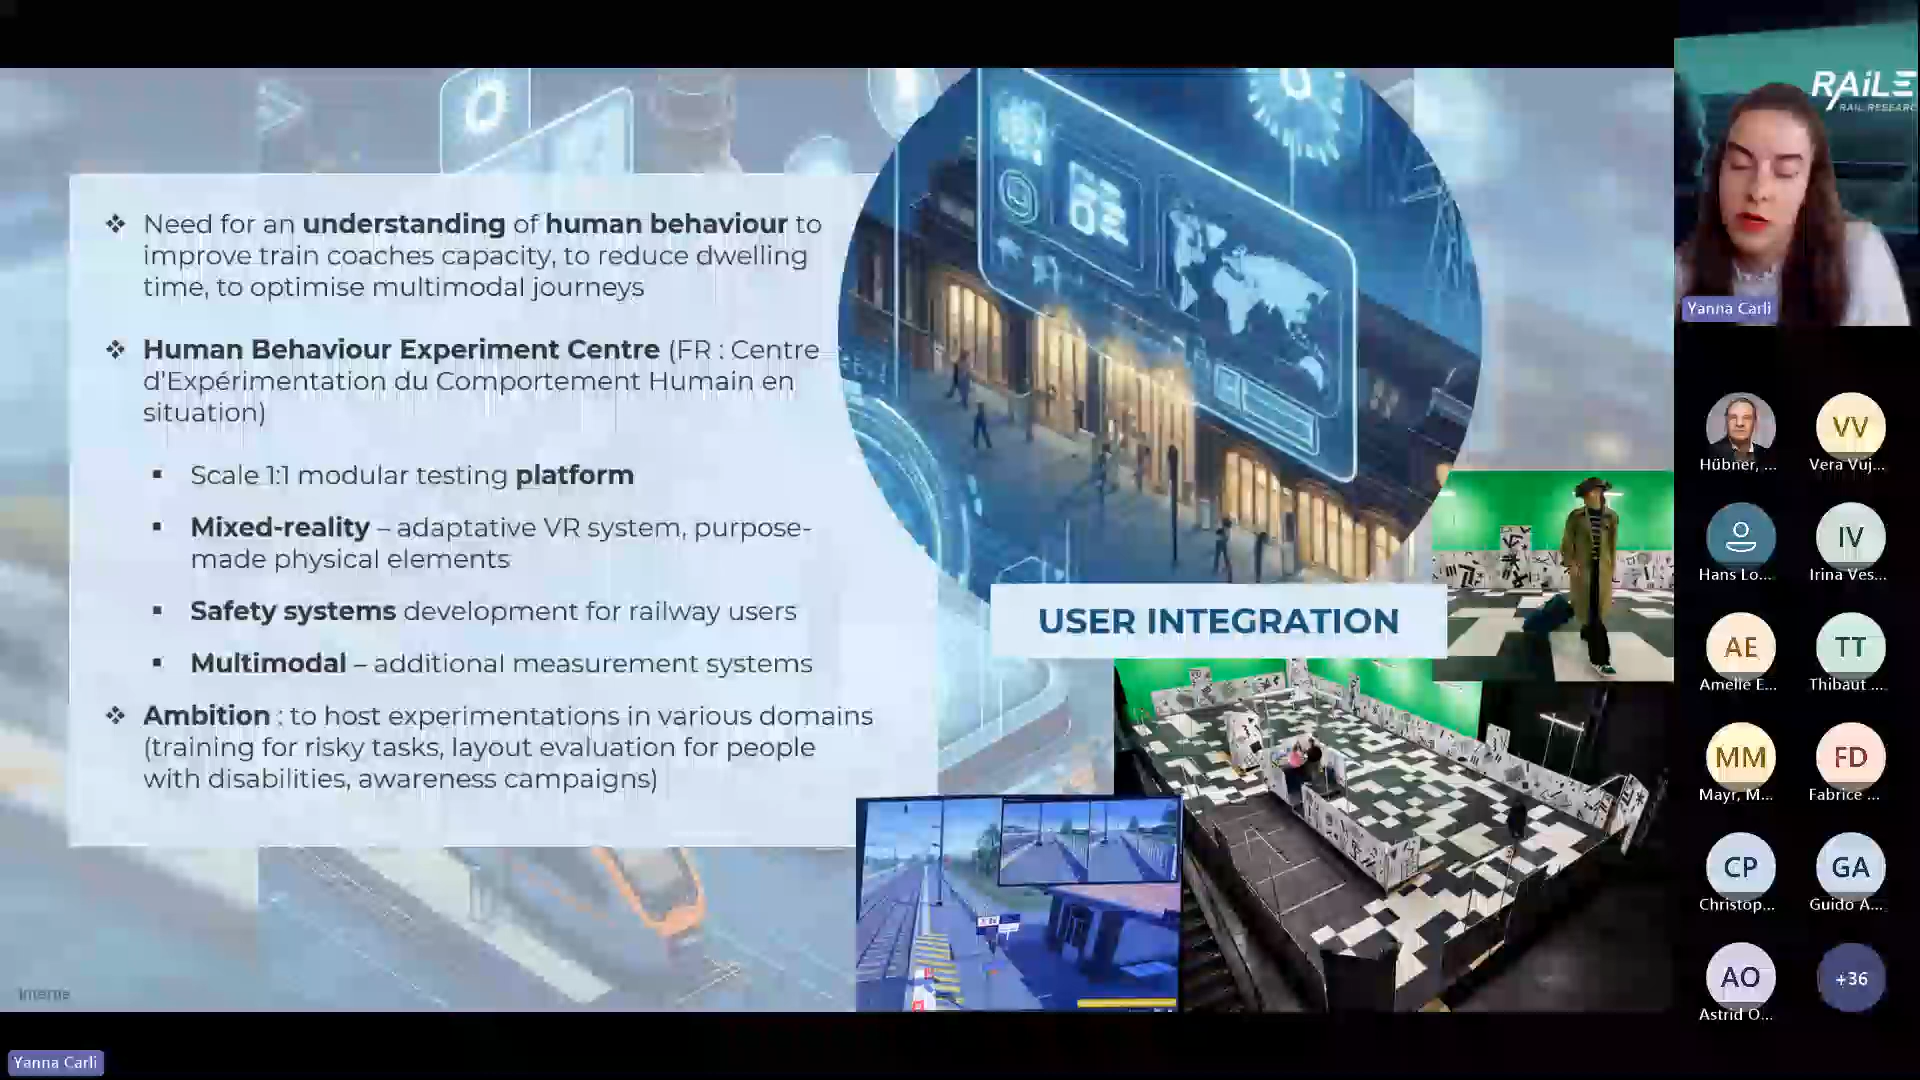 ❖ Need for an understanding of human behaviour to
improve train coaches capacity, to reduce dwelling
time, to optimise multimodal journeys
❖ Human Behaviour Experiment Centre (FR : Centre
d'Expérimentation du Comportement Humain en
situation)
▪ Scale 1:1 modular testing platform
▪ Mixed-reality – adaptative VR system, purpose-
made physical elements
▪ Safety systems development for railway users
▪ Multimodal – additional measurement systems
❖ Ambition : to host experimentations in various domains
(training for risky tasks, layout evaluation for people
with disabilities, awareness campaigns)
USER INTEGRATION
Interne
Yanna Carli
RAILE
RAIL RESEARC
Yanna Carli
Hübner, ...
VV
Vera Vuj...
Hans Lo...
IV
Irina Ves...
AE
Amelie E...
TT
Thibaut ...
MM
Mayr, M...
FD
Fabrice ...
CP
Christop...
GA
Guido A...
AO
Astrid O...
+36